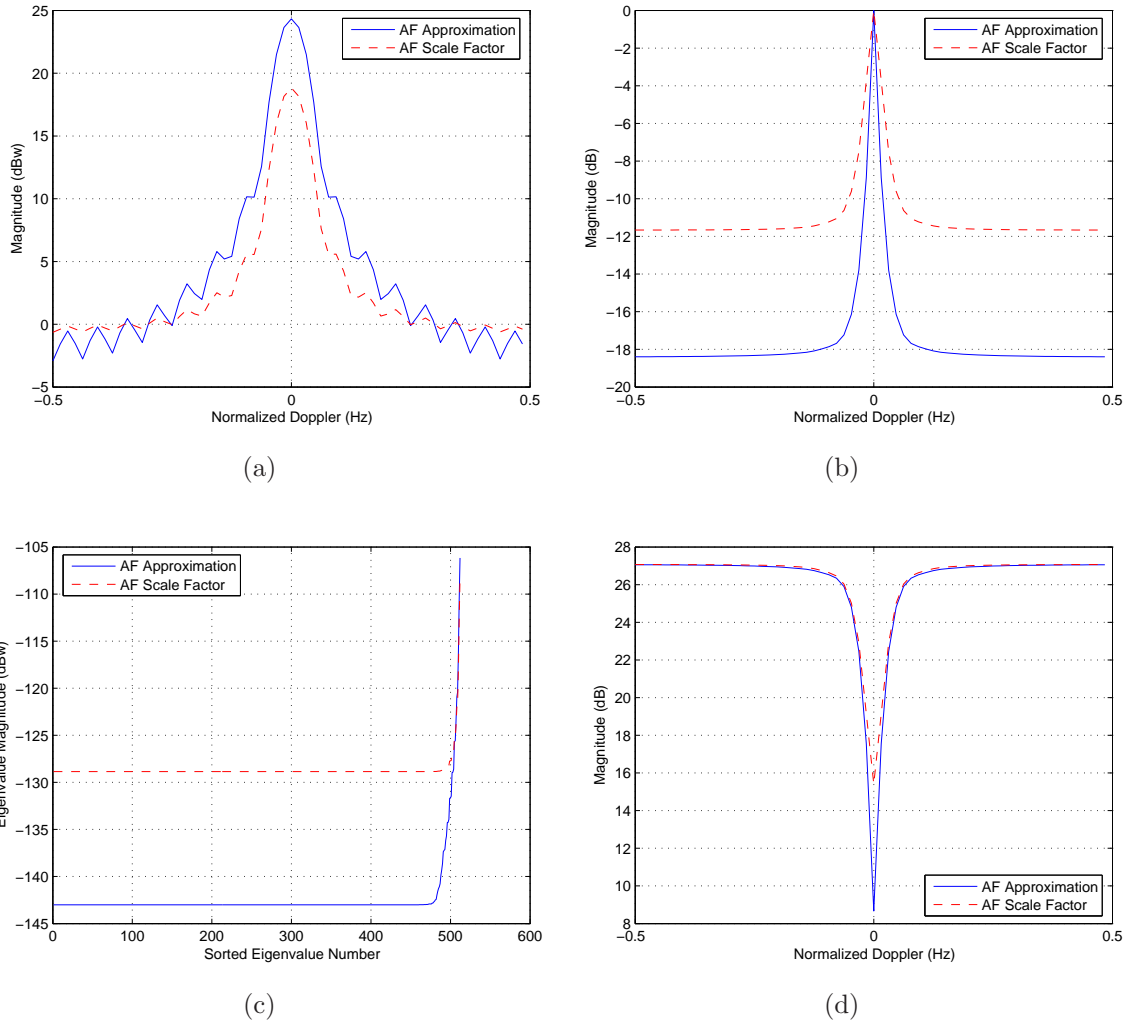 25
20
15
10
5
0
−5
−0.5
0
0.5
Magnitude (dBw)
Normalized Doppler (Hz)
AF Approximation
AF Scale Factor
(a)
0
−2
−4
−6
−8
−10
−12
−14
−16
−18
−20
−0.5
0
0.5
Magnitude (dB)
Normalized Doppler (Hz)
AF Approximation
AF Scale Factor
(b)
−105
−110
−115
−120
−125
−130
−135
−140
−145
0
100
200
300
400
500
600
Eigenvalue Magnitude (dBw)
Sorted Eigenvalue Number
AF Approximation
AF Scale Factor
(c)
28
26
24
22
20
18
16
14
12
10
8
−0.5
0
0.5
Magnitude (dB)
Normalized Doppler (Hz)
AF Approximation
AF Scale Factor
(d)